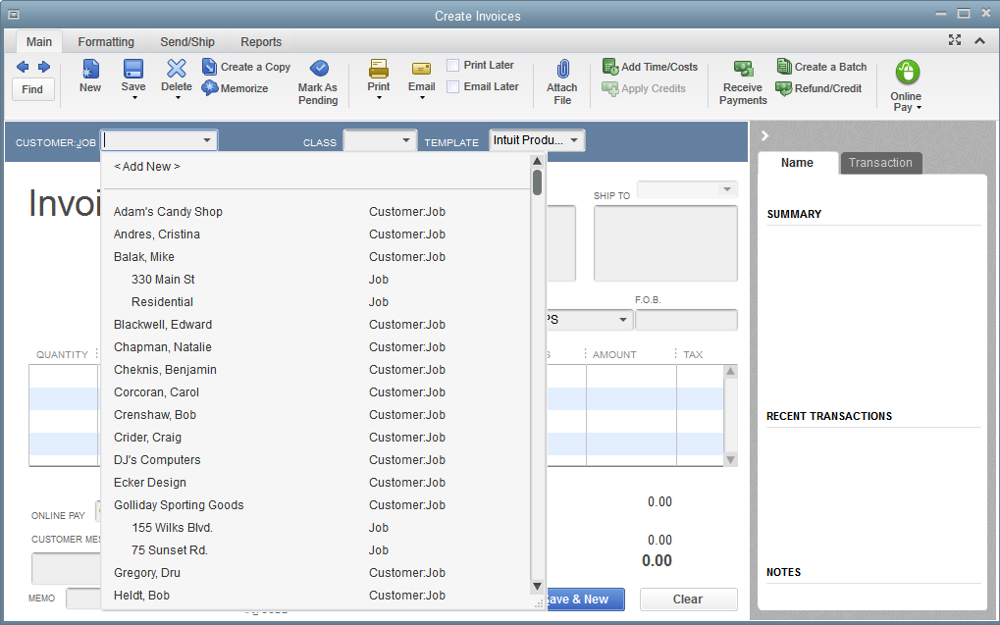 Create Invoices
Main Formatting Send/Ship Reports
Find
New
Save
Delete
Create a Copy
Memorize
Mark As
Pending
Print
Email
Print Later
Email Later
Attach
File
Add Time/Costs
Apply Credits
Receive
Payments
Create a Batch
Refund/Credit
Online
Pay
CUSTOMER:JOB CLASS TEMPLATE Intuit Produ...
Name Transaction
< Add New >
Invoi
SHIP TO
SUMMARY
Adam's Candy Shop Customer:Job
Andres, Cristina Customer:Job
Balak, Mike Customer:Job
330 Main St Job
Residential Job
F.O.B.
Blackwell, Edward Customer:Job
Chapman, Natalie Customer:Job
QUANTITY AMOUNT TAX
Cheknis, Benjamin Customer:Job
Corcoran, Carol Customer:Job
Crenshaw, Bob Customer:Job
RECENT TRANSACTIONS
Crider, Craig Customer:Job
DJ's Computers Customer:Job
Ecker Design Customer:Job
Golliday Sporting Goods Customer:Job
0.00
ONLINE PAY
155 Wilks Blvd. Job
CUSTOMER MES
0.00
75 Sunset Rd. Job
0.00
Gregory, Dru Customer:Job
NOTES
Heldt, Bob Customer:Job
MEMO
ave & New Clear